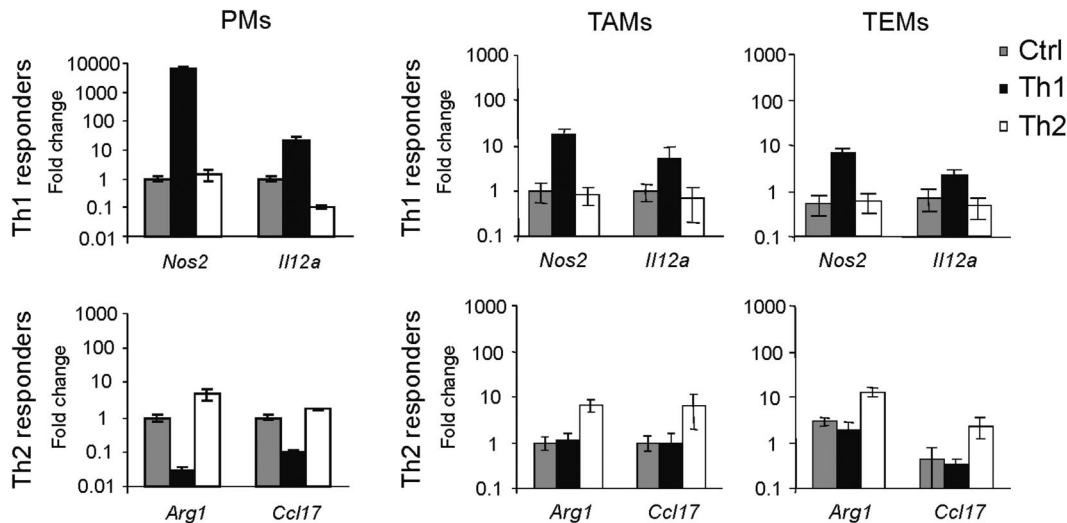 PMs
TAMs
TEMs
Ctrl
Th1
Th2
Th1 responders
Fold change
10000
1000
100
10
1
0.1
0.01
Nos2
Il12a
Th1 responders
Fold change
1000
100
10
1
0.1
Nos2
Il12a
1000
100
10
1
0.1
Nos2
Il12a
Th2 responders
Fold change
1000
100
10
1
0.1
0.01
Arg1
Ccl17
Th2 responders
Fold change
1000
100
10
1
0.1
Arg1
Ccl17
1000
100
10
1
0.1
Arg1
Ccl17